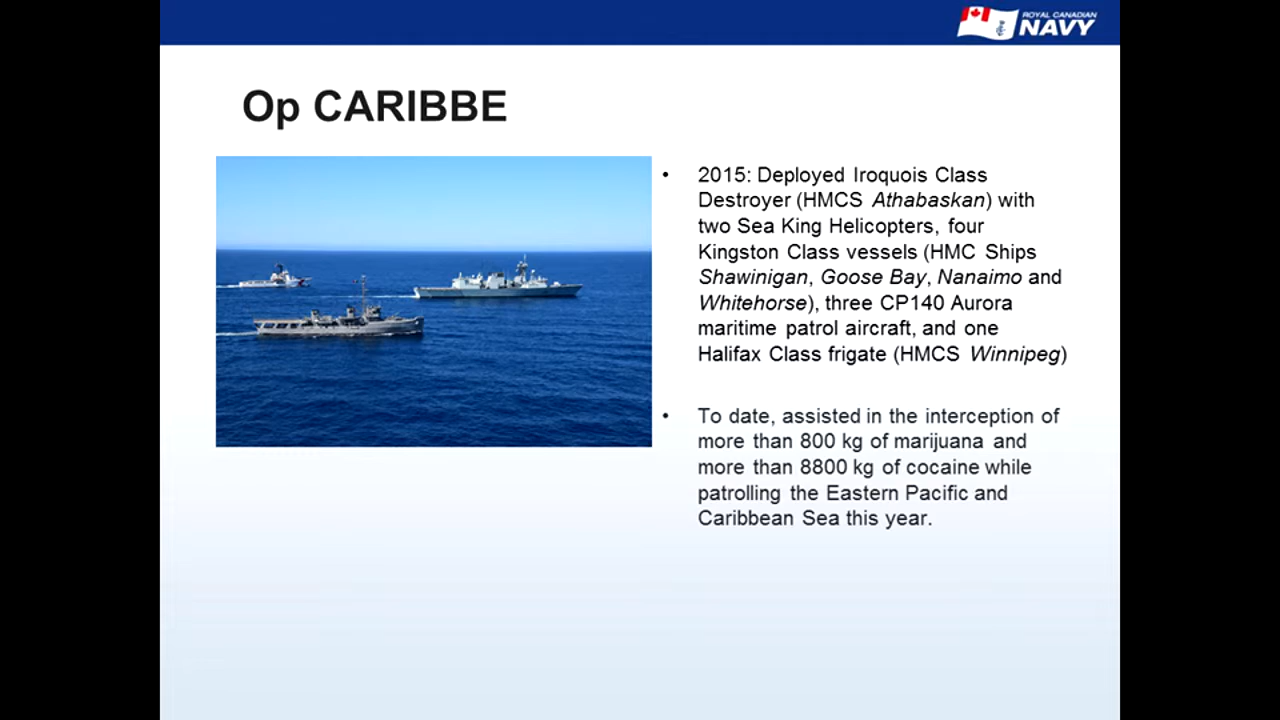 ROYAL CANADIAN
NAVY
Op CARIBBE
• 2015: Deployed Iroquois Class
Destroyer (HMCS Athabaskan) with
two Sea King Helicopters, four
Kingston Class vessels (HMC Ships
Shawinigan, Goose Bay, Nanaimo and
Whitehorse), three CP140 Aurora
maritime patrol aircraft, and one
Halifax Class frigate (HMCS Winnipeg)
• To date, assisted in the interception of
more than 800 kg of marijuana and
more than 8800 kg of cocaine while
patrolling the Eastern Pacific and
Caribbean Sea this year.